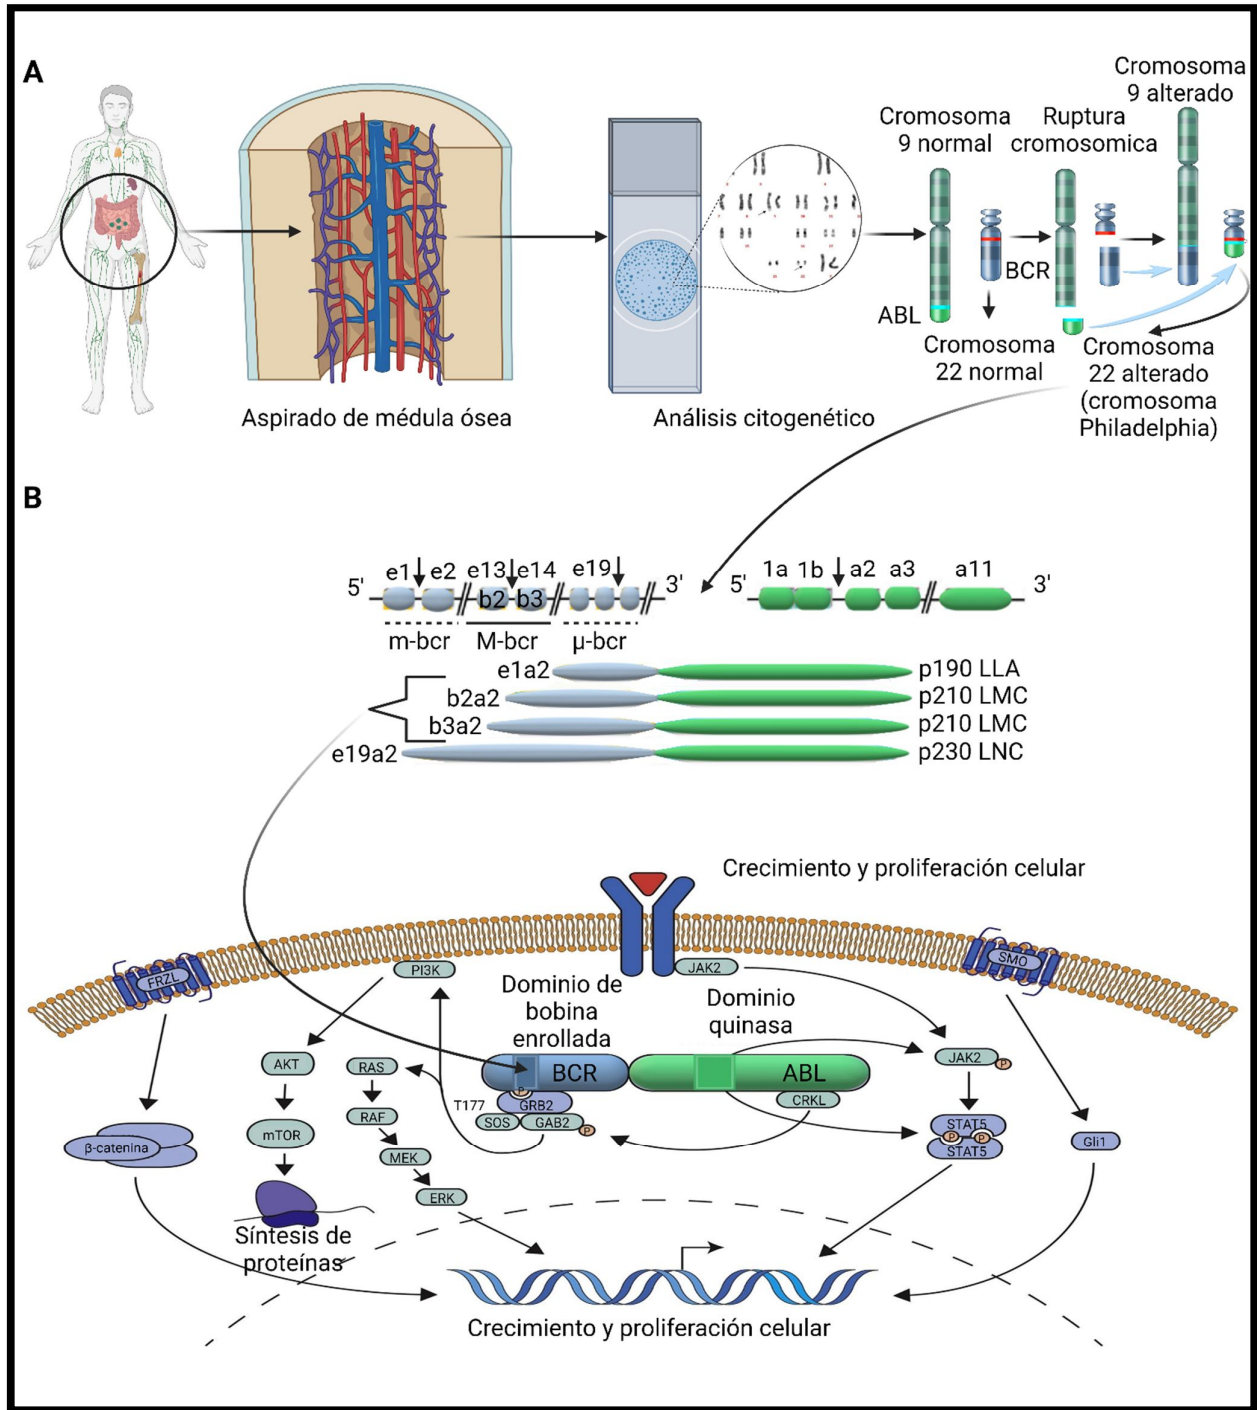 A
Cromosoma
9 alterado
Cromosoma
9 normal
Ruptura
cromosomica
BCR
ABL
Cromosoma
22 normal
Cromosoma
22 alterado
(cromosoma
Philadelphia)
Aspirado de médula ósea
Análisis citogenético
B
5' e1 e2 e13 e14 e19 3'
b2 b3
m-bcr M-bcr µ-bcr
5' 1a 1b a2 a3 a11 3'
e1a2 p190 LLA
b2a2 p210 LMC
b3a2 p210 LMC
e19a2 p230 LNC
Crecimiento y proliferación celular
FRZL
PI3K
JAK2
SMO
Dominio de
bobina
enrollada
Dominio
quinasa
AKT
RAS
BCR
ABL
JAK2
P
P
T177
GRB2
CRKL
SOS
GAB2
P
RAF
mTOR
MEK
ERK
STAT5
P P
STAT5
Gli1
β-catenina
Síntesis de
proteínas
Crecimiento y proliferación celular